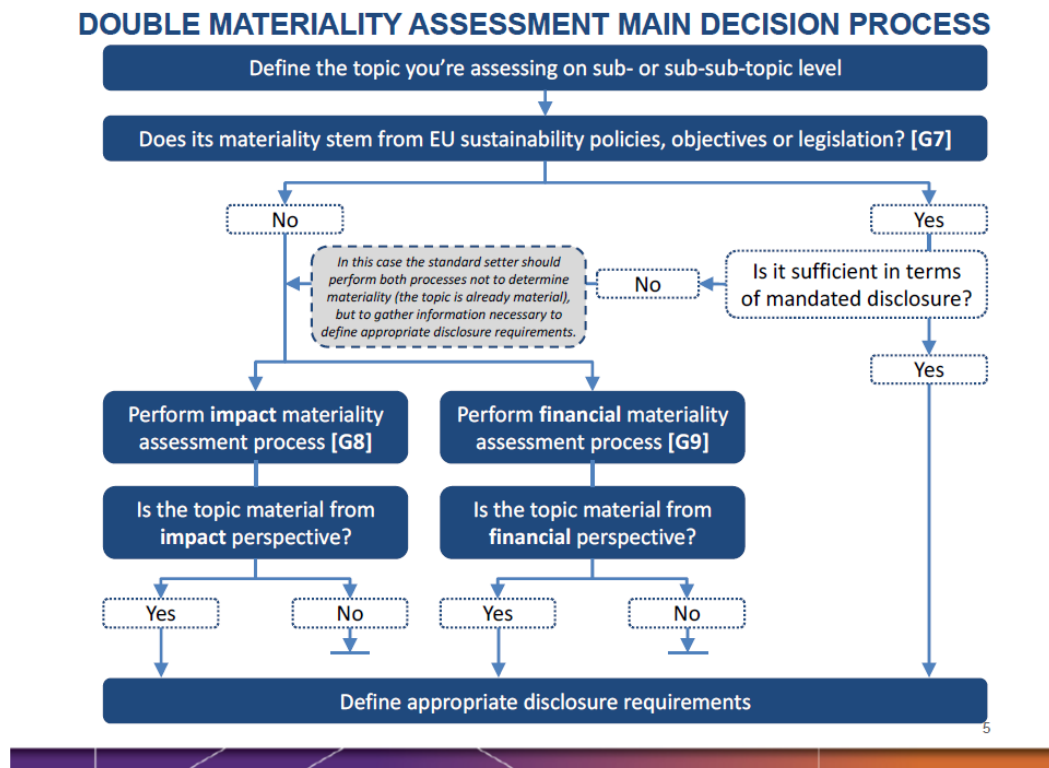 DOUBLE MATERIALITY ASSESSMENT MAIN DECISION PROCESS
Define the topic you're assessing on sub- or sub-sub-topic level
Does its materiality stem from EU sustainability policies, objectives or legislation? [G7]
No
Yes
In this case the standard setter should
perform both processes not to determine
materiality (the topic is already material),
but to gather information necessary to
define appropriate disclosure requirements.
No
Is it sufficient in terms
of mandated disclosure?
Yes
Perform impact materiality
assessment process [G8]
Perform financial materiality
assessment process [G9]
Is the topic material from
impact perspective?
Is the topic material from
financial perspective?
Yes
No
Yes
No
Define appropriate disclosure requirements
5